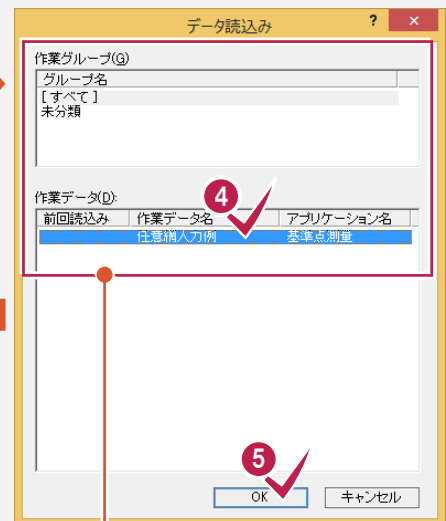 データ読込み ?
作業グループ(G)
グループ名
[すべて]
未分類
作業データ(D):
4
前回読込み 作業データ名 アプリケーション名
任意網入力例 基準点測量
5
OK キャンセル